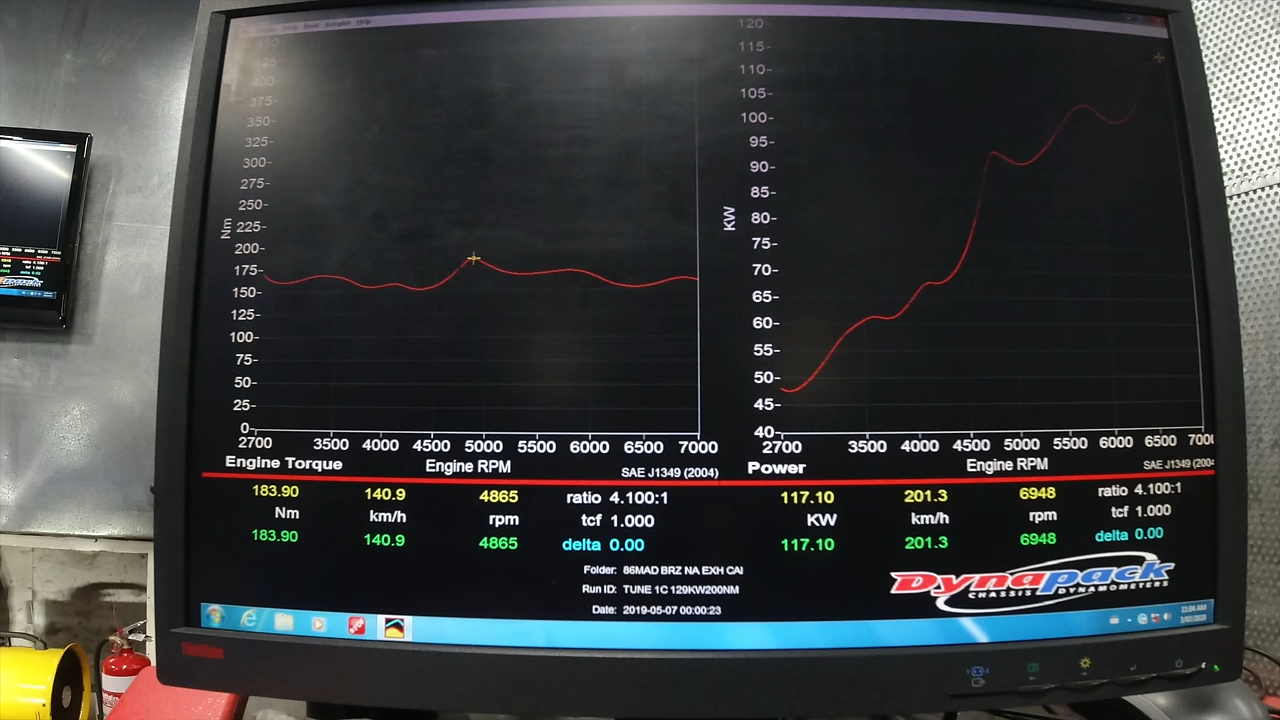 Help
450
425
400
375-
350-
325-
300-
275-
250-
225-
200-
175-
150-
125-
100-
75-
50-
25-
0-
Nm
2700 3500 4000 4500 5000 5500 6000 6500 7000
Engine Torque Engine RPM SAE J1349 (2004)
120
115-
110-
105-
100-
95-
90-
85-
80-
75-
70-
65-
60-
55-
50-
45-
40-
KW
2700 3500 4000 4500 5000 5500 6000 6500 7000
Power Engine RPM SAE J1349 (2004
183.90 140.9 4865 ratio 4.100:1
Nm km/h rpm tcf 1.000
183.90 140.9 4865 delta 0.00
117.10 201.3 6948 ratio 4.100:1
KW km/h rpm tcf 1.000
117.10 201.3 6948 delta 0.00
Folder: 86MAD BRZ NA EXH CAI
Run ID: TUNE 1C 129KW200NM
Date: 2019-05-07 00:00:23
Dynapack
CHASSIS DYNAMOMETERS
11:04 AM